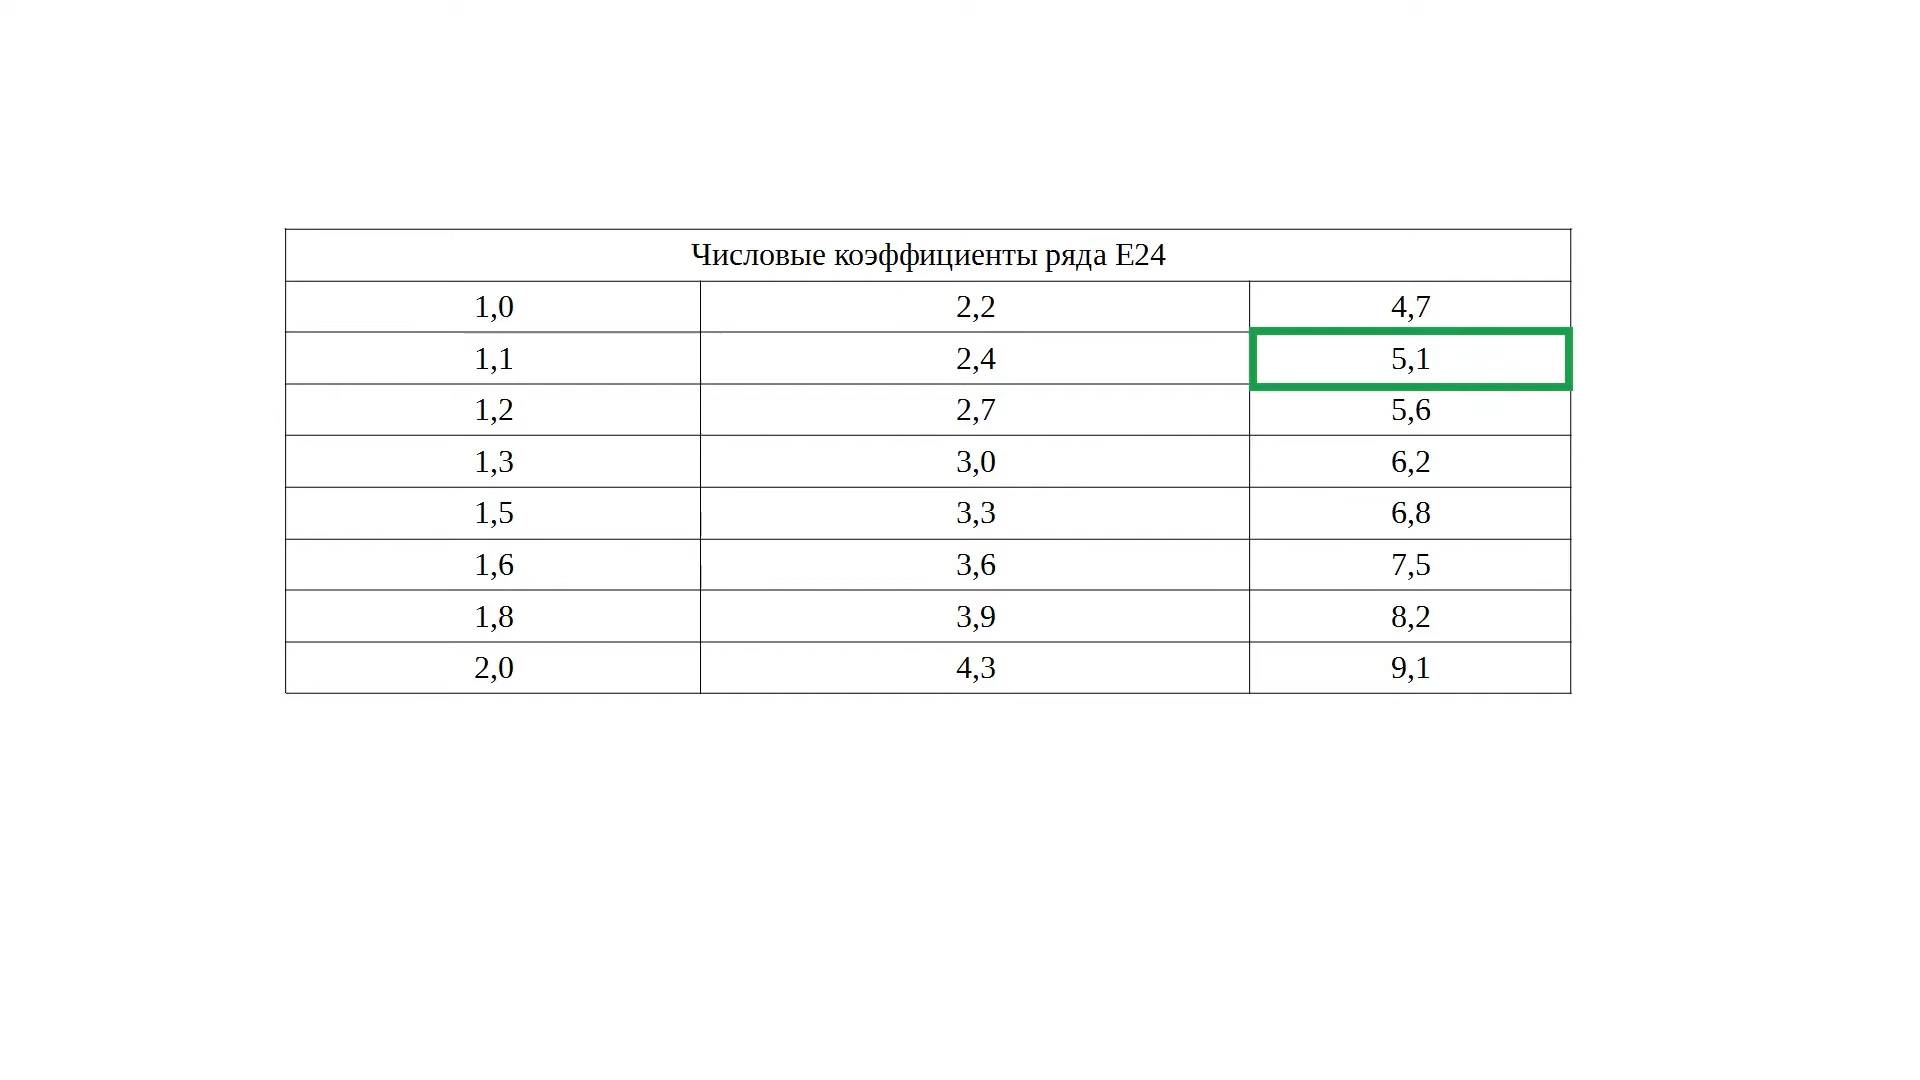 Числовые коэффициенты ряда Е24
1,0 2,2 4,7
1,1 2,4 5,1
1,2 2,7 5,6
1,3 3,0 6,2
1,5 3,3 6,8
1,6 3,6 7,5
1,8 3,9 8,2
2,0 4,3 9,1